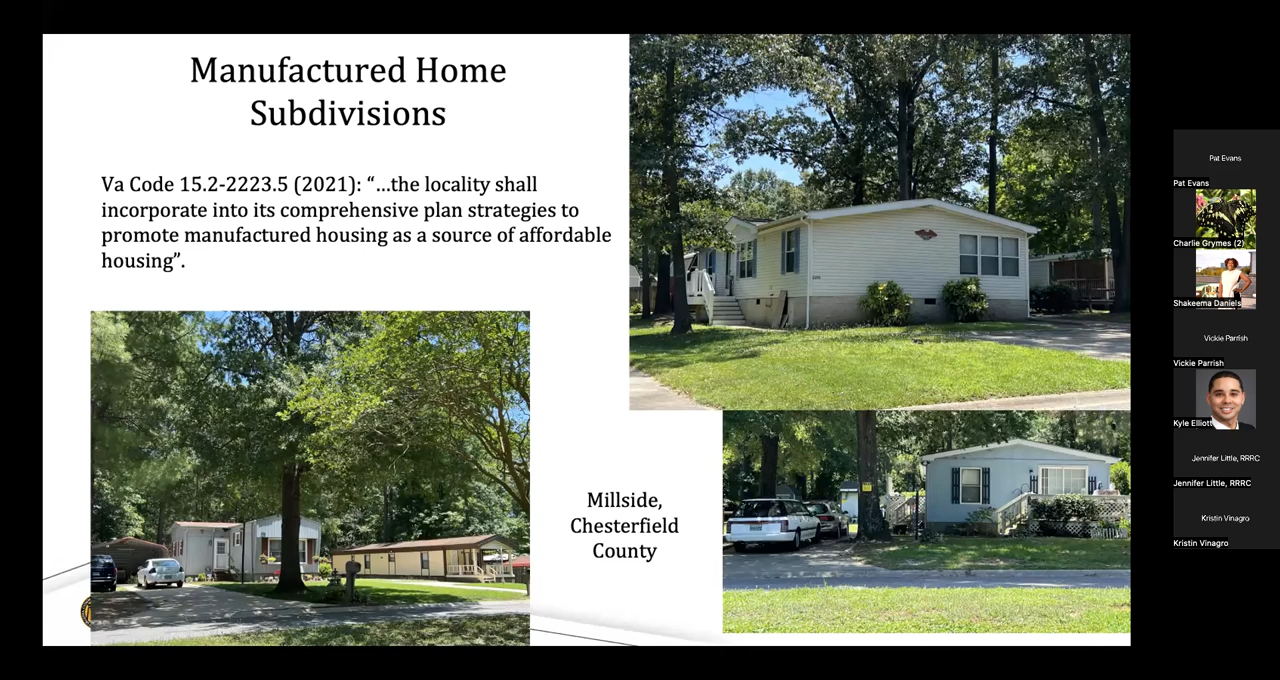 Manufactured Home
Subdivisions
Va Code 15.2-2223.5 (2021): “…the locality shall
incorporate into its comprehensive plan strategies to
promote manufactured housing as a source of affordable
housing”.
Millside,
Chesterfield
County
Pat Evans
Pat Evans
Charlie Grymes (2)
Shakeema Daniels
Vickie Parrish
Vickie Parrish
Kyle Elliott
Jennifer Little, RRRC
Jennifer Little, RRRC
Kristin Vinagro
Kristin Vinagro